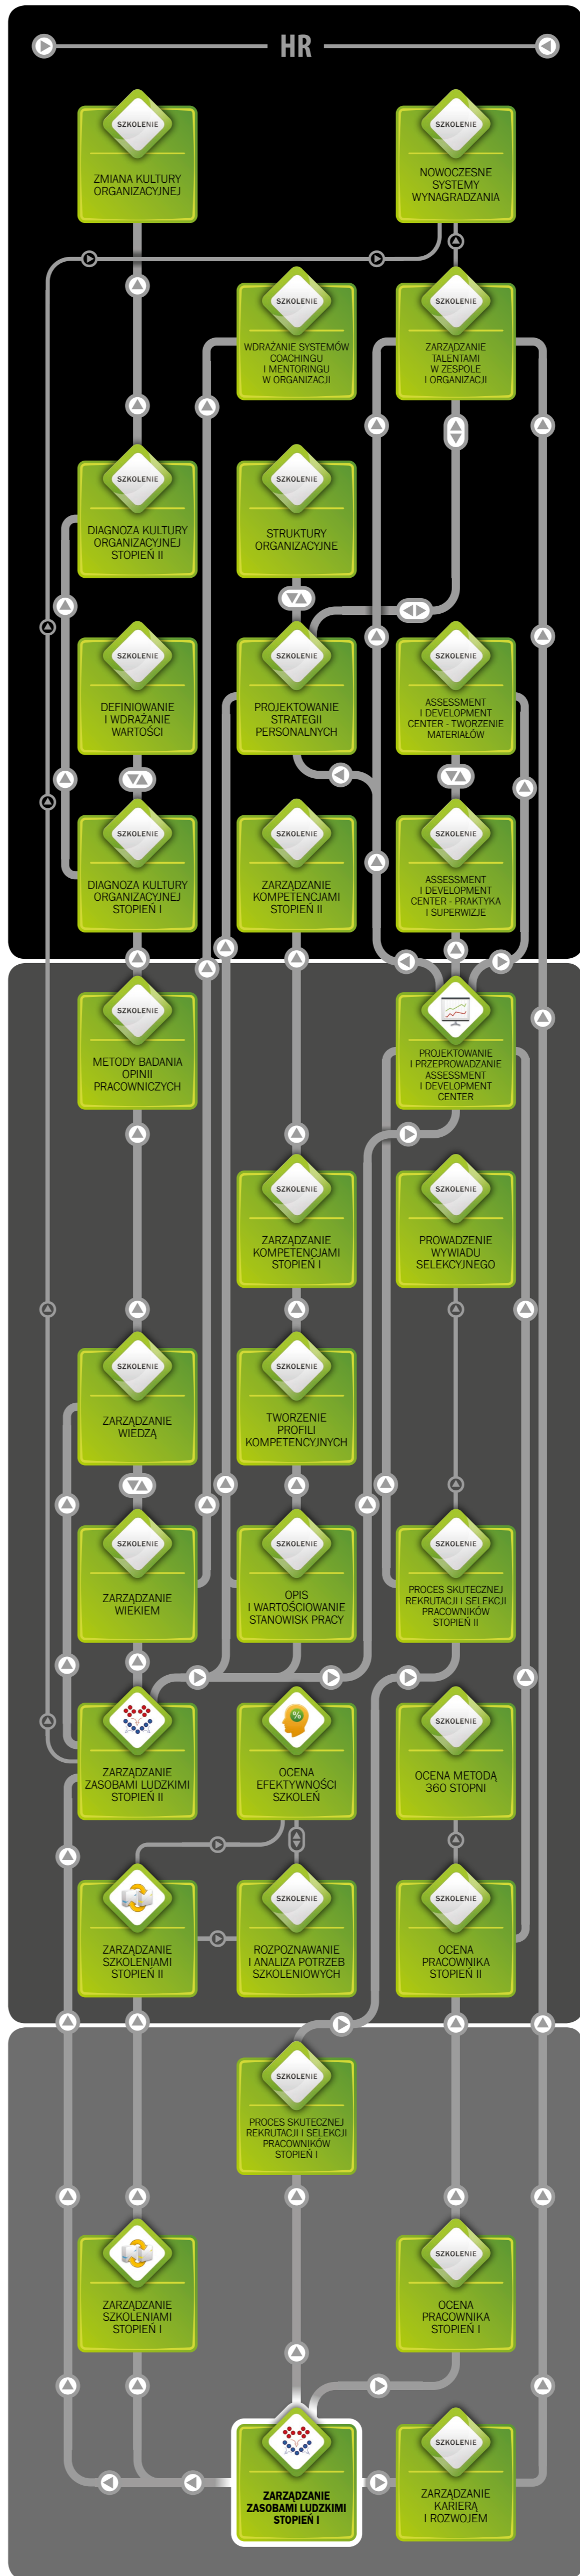 HR
SZKOLENIE
ZMIANA KULTURY
ORGANIZACYJNEJ
SZKOLENIE
NOWOCZESNE
SYSTEMY
WYNAGRADZANIA
SZKOLENIE
WDRAŻANIE SYSTEMÓW
COACHINGU
I MENTORINGU
W ORGANIZACJI
SZKOLENIE
ZARZĄDZANIE
TALENTAMI
W ZESPOLE
I ORGANIZACJI
SZKOLENIE
DIAGNOZA KULTURY
ORGANIZACYJNEJ
STOPIEŃ II
SZKOLENIE
STRUKTURY
ORGANIZACYJNE
SZKOLENIE
DEFINIOWANIE
I WDRAŻANIE
WARTOŚCI
SZKOLENIE
PROJEKTOWANIE
STRATEGII
PERSONALNYCH
SZKOLENIE
ASSESSMENT
I DEVELOPMENT
CENTER - TWORZENIE
MATERIAŁÓW
SZKOLENIE
DIAGNOZA KULTURY
ORGANIZACYJNEJ
STOPIEŃ I
SZKOLENIE
ZARZĄDZANIE
KOMPETENCJAMI
STOPIEŃ II
SZKOLENIE
ASSESSMENT
I DEVELOPMENT
CENTER - PRAKTYKA
I SUPERWIZJE
SZKOLENIE
METODY BADANIA
OPINII
PRACOWNICZYCH
PROJEKTOWANIE
I PRZEPROWADZANIE
ASSESSMENT
I DEVELOPMENT
CENTER
SZKOLENIE
ZARZĄDZANIE
KOMPETENCJAMI
STOPIEŃ I
SZKOLENIE
PROWADZENIE
WYWIADU
SELEKCYJNEGO
SZKOLENIE
ZARZĄDZANIE
WIEDZĄ
SZKOLENIE
TWORZENIE
PROFILI
KOMPETENCYJNYCH
SZKOLENIE
ZARZĄDZANIE
WIEKIEM
SZKOLENIE
OPIS
I WARTOŚCIOWANIE
STANOWISK PRACY
SZKOLENIE
PROCES SKUTECZNEJ
REKRUTACJI I SELEKCJI
PRACOWNIKÓW
STOPIEŃ II
ZARZĄDZANIE
ZASOBAMI LUDZKIMI
STOPIEŃ II
%
OCENA
EFEKTYWNOŚCI
SZKOLEŃ
SZKOLENIE
OCENA METODĄ
360 STOPNI
ZARZĄDZANIE
SZKOLENIAMI
STOPIEŃ II
SZKOLENIE
ROZPOZNAWANIE
I ANALIZA POTRZEB
SZKOLENIOWYCH
SZKOLENIE
OCENA
PRACOWNIKA
STOPIEŃ II
SZKOLENIE
PROCES SKUTECZNEJ
REKRUTACJI I SELEKCJI
PRACOWNIKÓW
STOPIEŃ I
ZARZĄDZANIE
SZKOLENIAMI
STOPIEŃ I
SZKOLENIE
OCENA
PRACOWNIKA
STOPIEŃ I
ZARZĄDZANIE
ZASOBAMI LUDZKIMI
STOPIEŃ I
SZKOLENIE
ZARZĄDZANIE
KARIERĄ
I ROZWOJEM